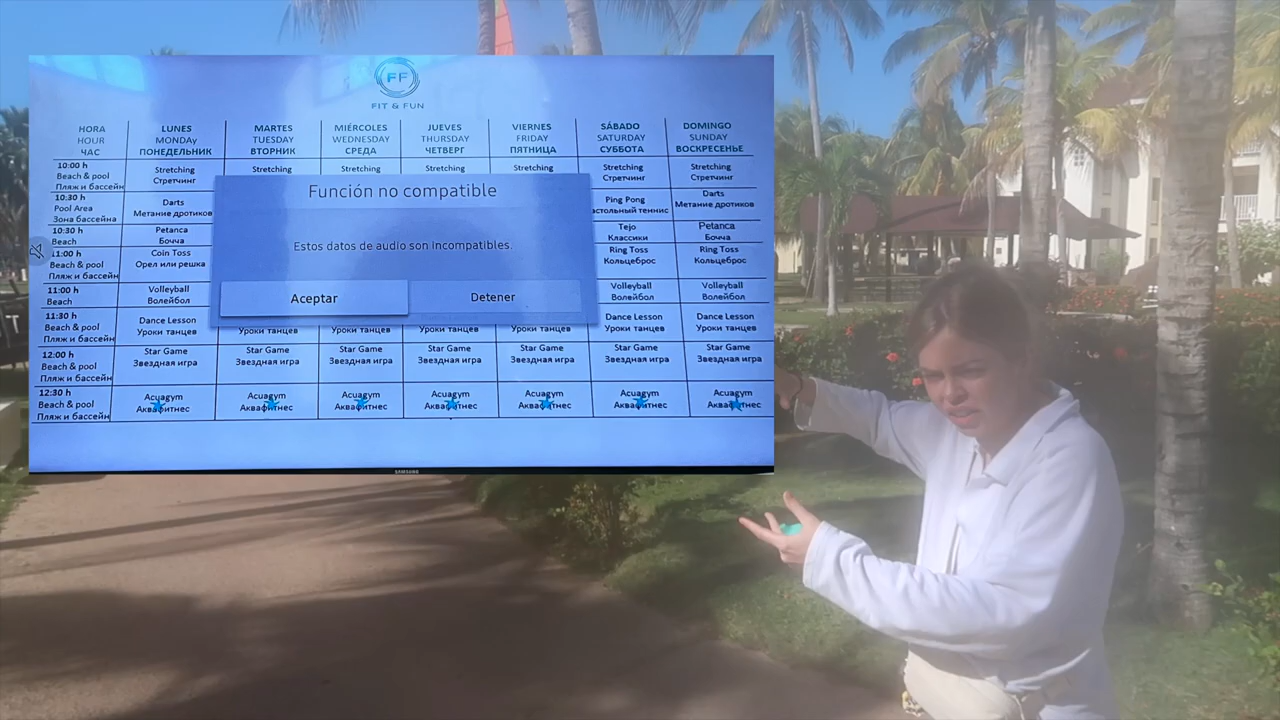 FF
FIT & FUN
HORA
HOUR
ЧАС
LUNES
MONDAY
ПОНЕДЕЛЬНИК
MARTES
TUESDAY
ВТОРНИК
MIÉRCOLES
WEDNESDAY
СРЕДА
JUEVES
THURSDAY
ЧЕТВЕРГ
VIERNES
FRIDAY
ПЯТНИЦА
SÁBADO
SATURDAY
СУББОТА
DOMINGO
SUNDAY
ВОСКРЕСЕНЬЕ
10:00 h
Beach & pool
Пляж и бассейн
Stretching
Стретчинг
Stretching
Stretching
Stretching
Stretching
Stretching
Стретчинг
Stretching
Стретчинг
10:30 h
Pool Area
Зона бассейна
Darts
Метание дротиков
Ping Pong
астольный теннис
Darts
Метание дротиков
10:30 h
Beach
Petanca
Бочча
Tejo
Классики
Petanca
Бочча
11:00 h
Beach & pool
Пляж и бассейн
Coin Toss
Орел или решка
Ring Toss
Кольцеброс
Ring Toss
Кольцеброс
11:00 h
Beach
Volleyball
Волейбол
Volleyball
Волейбол
Volleyball
Волейбол
11:30 h
Beach & pool
Пляж и бассейн
Dance Lesson
Уроки танцев
Уроки танцев
Уроки танцев
Уроки танцев
Уроки танцев
Dance Lesson
Уроки танцев
Dance Lesson
Уроки танцев
12:00 h
Beach & pool
Пляж и бассейн
Star Game
Звездная игра
Star Game
Звездная игра
Star Game
Звездная игра
Star Game
Звездная игра
Star Game
Звездная игра
Star Game
Звездная игра
Star Game
Звездная игра
12:30 h
Beach & pool
Пляж и бассейн
Acuagym
Аквафитнес
Acuagym
Аквафитнес
Acuagym
Аквафитнес
Acuagym
Аквафитнес
Acuagym
Аквафитнес
Acuagym
Аквафитнес
Acuagym
Аквафитнес
Función no compatible
Estos datos de audio son incompatibles.
Aceptar
Detener
SAMSUNG